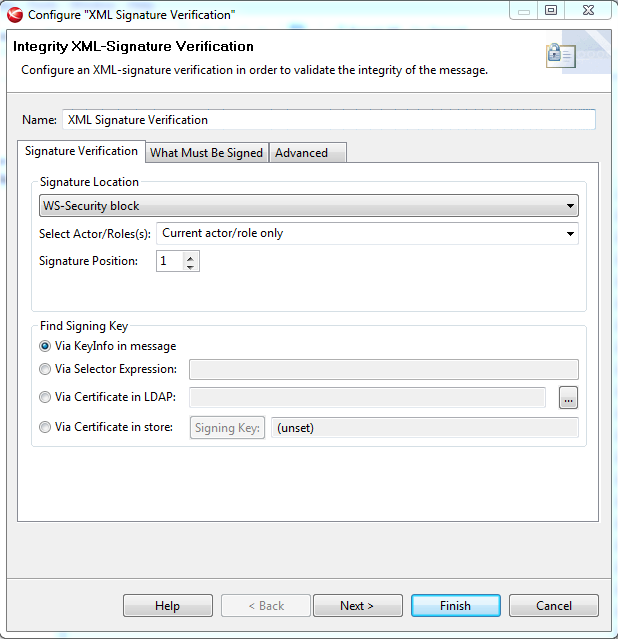 Configure "XML Signature Verification"
Integrity XML-Signature Verification
Configure an XML-signature verification in order to validate the integrity of the message.
Name: XML Signature Verification
Signature Verification What Must Be Signed Advanced
Signature Location
WS-Security block
Select Actor/Roles(s): Current actor/role only
Signature Position: 1
Find Signing Key
Via KeyInfo in message
Via Selector Expression:
Via Certificate in LDAP: ...
Via Certificate in store: Signing Key: (unset)
Help < Back Next > Finish Cancel